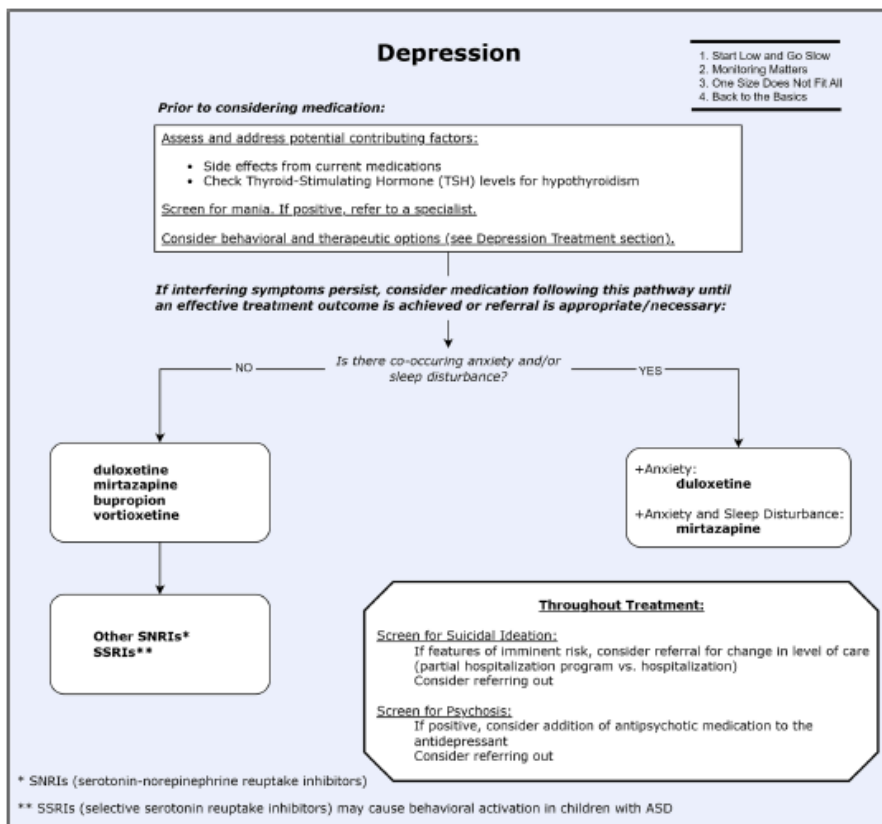 Depression
1. Start Low and Go Slow
2. Monitoring Matters
3. One Size Does Not Fit All
4. Back to the Basics
Prior to considering medication:
Assess and address potential contributing factors:
• Side effects from current medications
• Check Thyroid-Stimulating Hormone (TSH) levels for hypothyroidism
Screen for mania. If positive, refer to a specialist.
Consider behavioral and therapeutic options (see Depression Treatment section).
If interfering symptoms persist, consider medication following this pathway until
an effective treatment outcome is achieved or referral is appropriate/necessary:
Is there co-occuring anxiety and/or
sleep disturbance?
NO
YES
duloxetine
mirtazapine
bupropion
vortioxetine
+Anxiety:
duloxetine
+Anxiety and Sleep Disturbance:
mirtazapine
Other SNRIs*
SSRIs**
Throughout Treatment:
Screen for Suicidal Ideation:
If features of imminent risk, consider referral for change in level of care
(partial hospitalization program vs. hospitalization)
Consider referring out
Screen for Psychosis:
If positive, consider addition of antipsychotic medication to the
antidepressant
Consider referring out
* SNRIs (serotonin-norepinephrine reuptake inhibitors)
** SSRIs (selective serotonin reuptake inhibitors) may cause behavioral activation in children with ASD